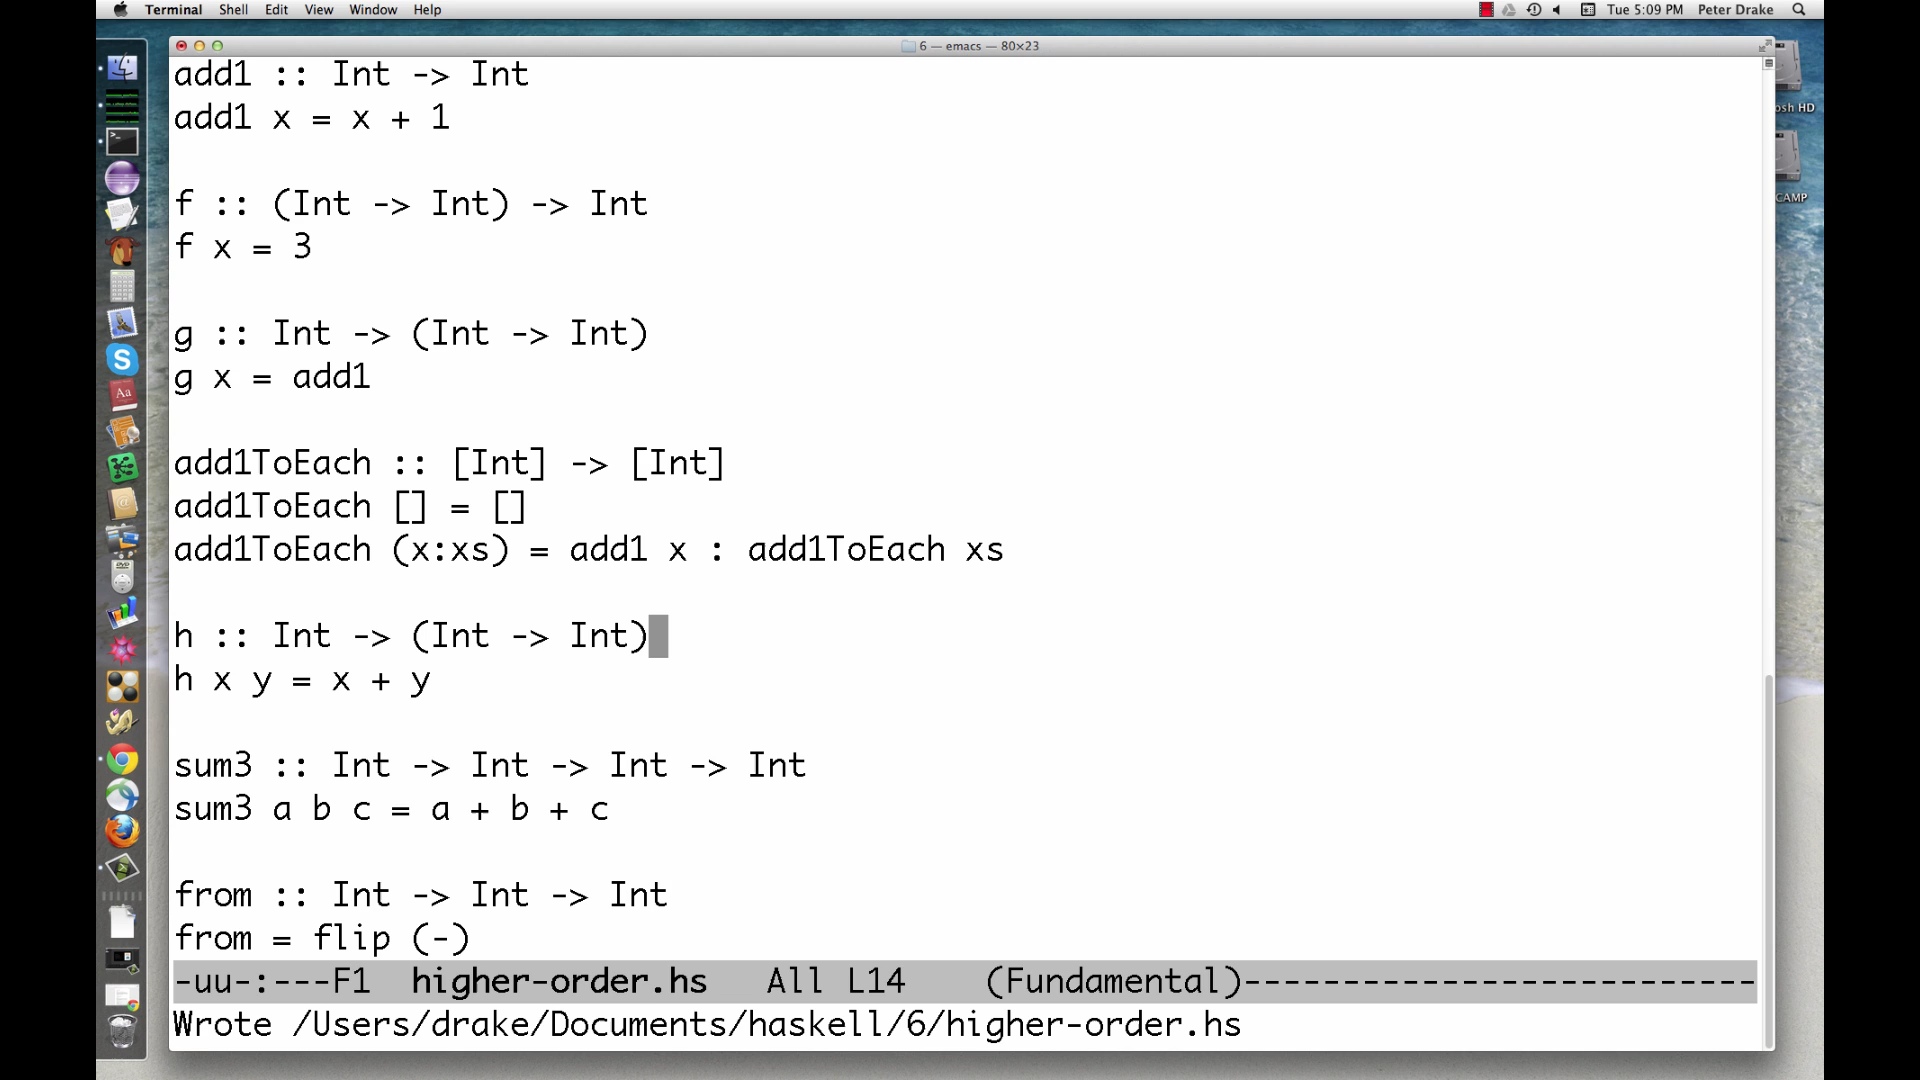 Terminal Shell Edit View Window Help Tue 5:09 PM Peter Drake
6 — emacs — 80×23
add1 :: Int -> Int
add1 x = x + 1
f :: (Int -> Int) -> Int
f x = 3
g :: Int -> (Int -> Int)
g x = add1
add1ToEach :: [Int] -> [Int]
add1ToEach [] = []
add1ToEach (x:xs) = add1 x : add1ToEach xs
h :: Int -> (Int -> Int)
h x y = x + y
sum3 :: Int -> Int -> Int -> Int
sum3 a b c = a + b + c
from :: Int -> Int -> Int
from = flip (-)
-uu-:---F1 higher-order.hs All L14 (Fundamental)--------------------------
Wrote /Users/drake/Documents/haskell/6/higher-order.hs
osh HD
CAMP